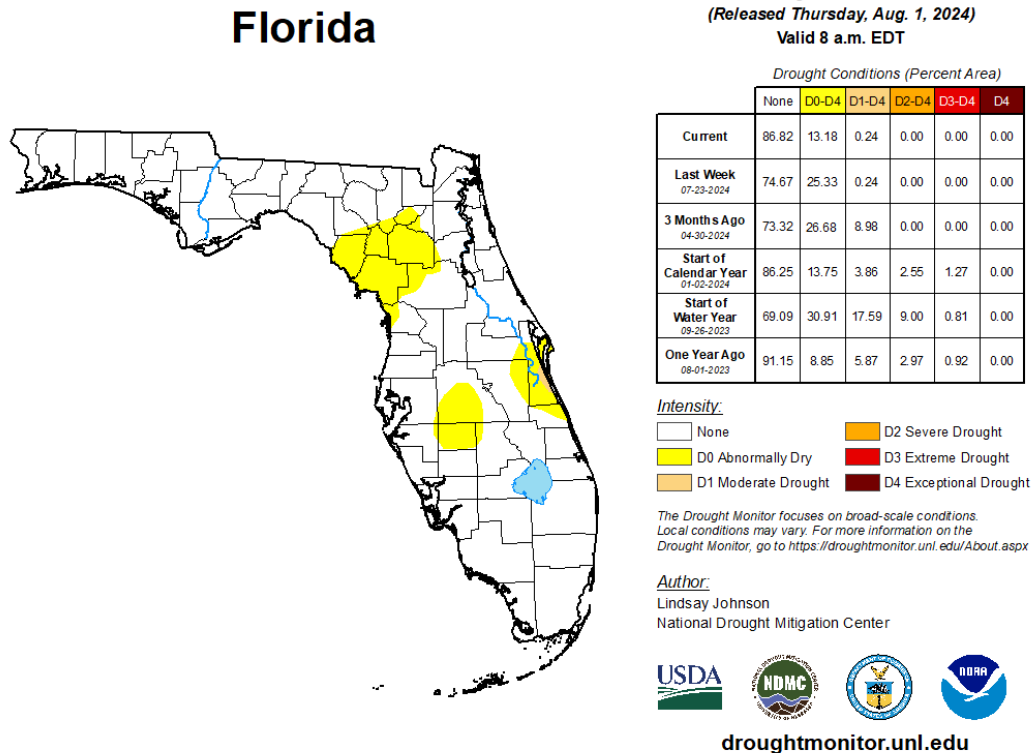 Florida
(Released Thursday, Aug. 1, 2024)
Valid 8 a.m. EDT
Drought Conditions (Percent Area)
None D0-D4 D1-D4 D2-D4 D3-D4 D4
Current 86.82 13.18 0.24 0.00 0.00 0.00
Last Week
07-23-2024 74.67 25.33 0.24 0.00 0.00 0.00
3 Months Ago
04-30-2024 73.32 26.68 8.98 0.00 0.00 0.00
Start of
Calendar Year
01-02-2024 86.25 13.75 3.86 2.55 1.27 0.00
Start of
Water Year
09-26-2023 69.09 30.91 17.59 9.00 0.81 0.00
One Year Ago
08-01-2023 91.15 8.85 5.87 2.97 0.92 0.00
Intensity:
None
D0 Abnormally Dry
D1 Moderate Drought
D2 Severe Drought
D3 Extreme Drought
D4 Exceptional Drought
The Drought Monitor focuses on broad-scale conditions.
Local conditions may vary. For more information on the
Drought Monitor, go to https://droughtmonitor.unl.edu/About.aspx
Author:
Lindsay Johnson
National Drought Mitigation Center
USDA
NDMC
NOAA
droughtmonitor.unl.edu